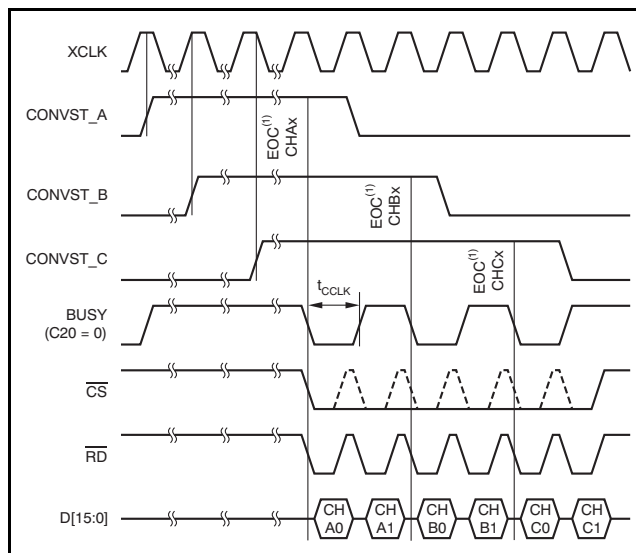 XCLK
CONVST_A
EOC(1)
CHAx
CONVST_B
EOC(1)
CHBx
CONVST_C
EOC(1)
CHCx
tCCLK
BUSY
(C20 = 0)
CS
RD
D[15:0]
CH
A0
CH
A1
CH
B0
CH
B1
CH
C0
CH
C1